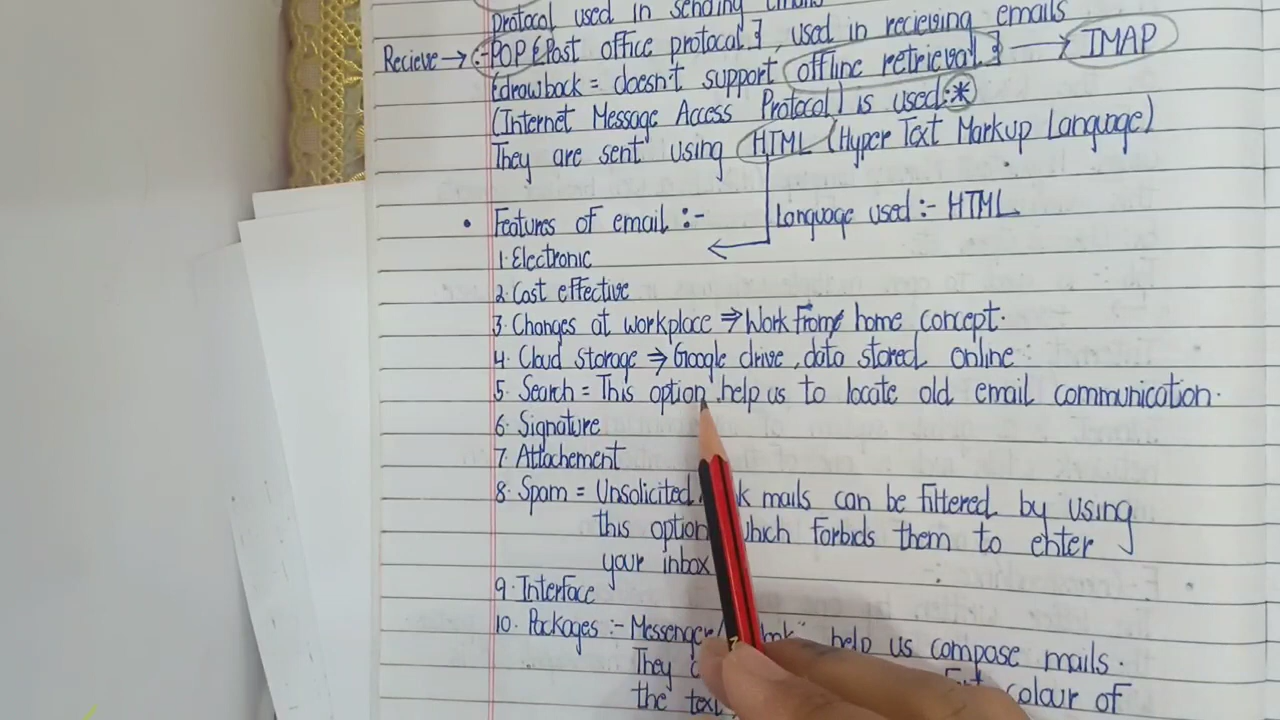 protocol used in sending emails
Recieve → :-POP {Post office protocal}, used in recieving emails
{drawback = doesn't support offline retrieval} → IMAP
(Internet Message Access Protocol) is used:*
They are sent using HTML (Hyper Text Markup Language)
• Features of email :- Language used :- HTML
1. Electronic
2. Cost effective
3. Changes at workplace ⇒ Work from home concept.
4. Cloud storage ⇒ Google drive, data stored online
5. Search = This option help us to locate old email communication.
6. Signature
7. Attachement
8. Spam = Unsolicited mails can be filtered by using
this option which forbids them to enter
your inbox
9. Interface
10. Packages :- Messenger help us compose mails.
They colour of
the text